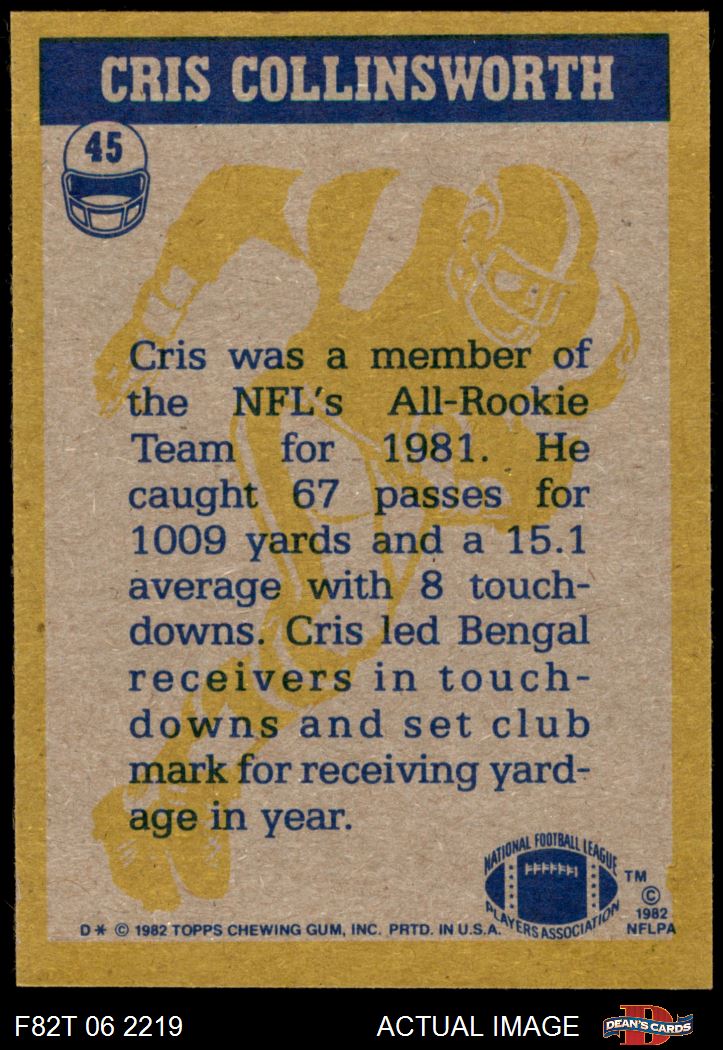 CRIS COLLINSWORTH
45
Cris was a member of
the NFL's All-Rookie
Team for 1981. He
caught 67 passes for
1009 yards and a 15.1
average with 8 touch-
downs. Cris led Bengal
receivers in touch-
downs and set club
mark for receiving yard-
age in year.
NATIONAL FOOTBALL LEAGUE
PLAYERS ASSOCIATION
TM
©
1982
NFLPA
D* © 1982 TOPPS CHEWING GUM, INC. PRTD. IN U.S.A.
F82T 06 2219
ACTUAL IMAGE
D
DEAN'S CARDS